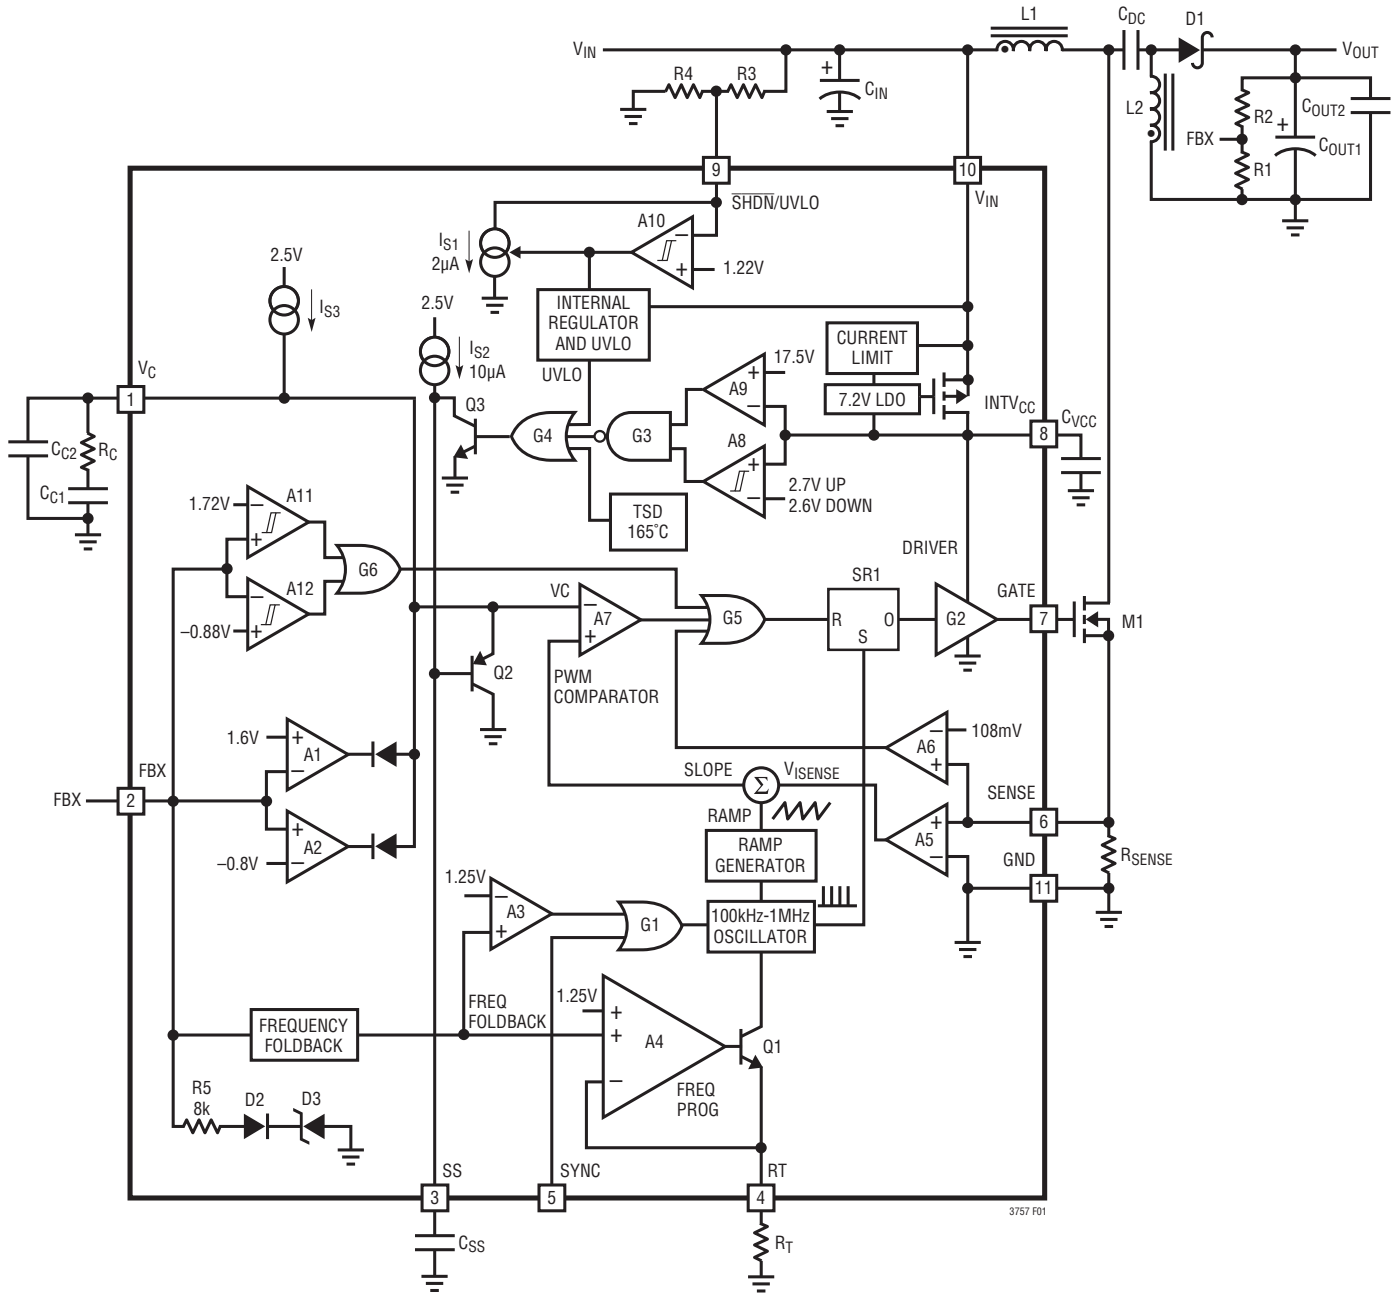 L1
CDC
D1
VIN
VOUT
R4
R3
CIN
L2
R2
COUT2
FBX
COUT1
R1
9
10
SHDN/UVLO
VIN
A10
IS1
2µA
1.22V
2.5V
IS3
2.5V
INTERNAL
REGULATOR
AND UVLO
CURRENT
LIMIT
17.5V
IS2
10µA
UVLO
A9
7.2V LDO
VC
1
Q3
INTVCC
CVCC
G4
G3
A8
8
CC2
RC
CC1
2.7V UP
2.6V DOWN
1.72V
A11
TSD
165˚C
DRIVER
G6
A12
SR1
VC
GATE
–0.88V
A7
G5
R
O
S
G2
7
M1
Q2
PWM
COMPARATOR
1.6V
A1
A6
108mV
SLOPE
VISENSE
Σ
FBX
FBX
2
SENSE
6
RAMP
A2
RAMP
GENERATOR
A5
RSENSE
–0.8V
GND
11
1.25V
A3
G1
100kHz-1MHz
OSCILLATOR
1.25V
FREQ
FOLDBACK
FREQUENCY
FOLDBACK
A4
Q1
R5
8k
D2
D3
FREQ
PROG
SS
SYNC
RT
3
5
4
3757 F01
CSS
RT